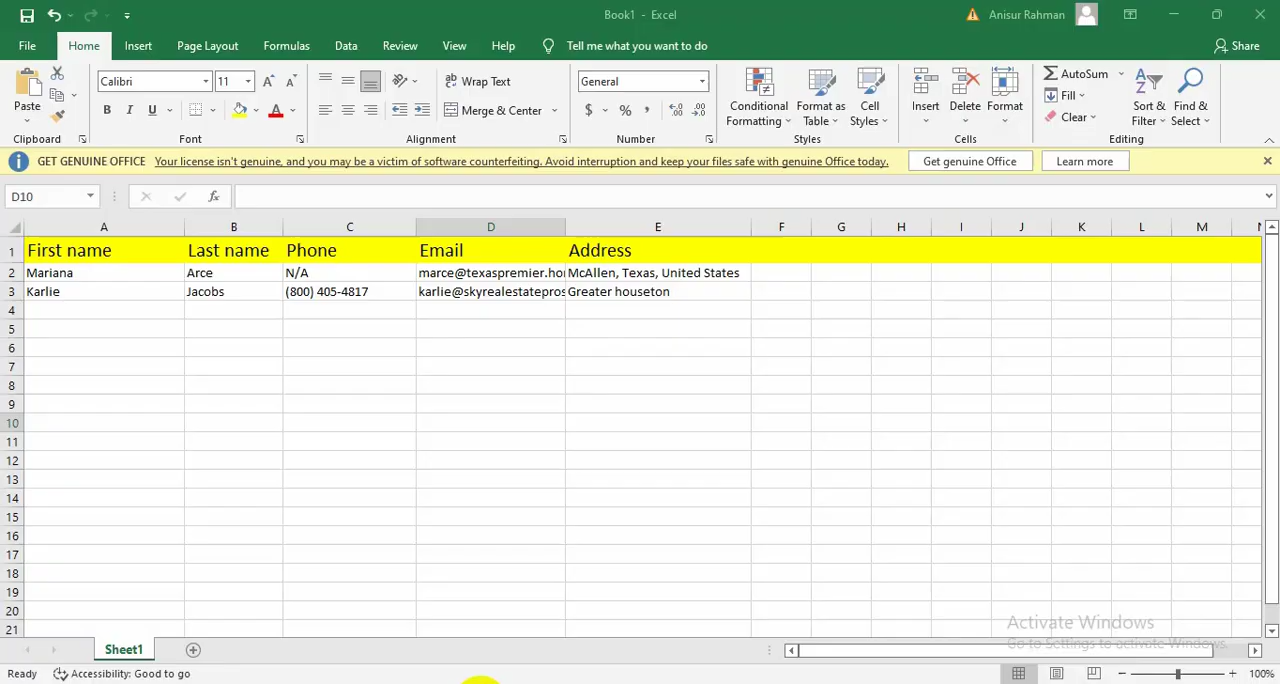 Book1 - Excel
Anisur Rahman
File Home Insert Page Layout Formulas Data Review View Help Tell me what you want to do Share
Paste
Calibri 11
B I U A
Wrap Text
Merge & Center
General
$ % ,
Conditional Formatting
Format as Table
Cell Styles
Insert Delete Format
AutoSum
Fill
Clear
Sort & Filter
Find & Select
Clipboard Font Alignment Number Styles Cells Editing
GET GENUINE OFFICE Your license isn't genuine, and you may be a victim of software counterfeiting. Avoid interruption and keep your files safe with genuine Office today. Get genuine Office Learn more
D10 fx
A B C D E F G H I J K L M
1 First name Last name Phone Email Address
2 Mariana Arce N/A marce@texaspremier.ho McAllen, Texas, United States
3 Karlie Jacobs (800) 405-4817 karlie@skyrealestatepros Greater houseton
4
5
6
7
8
9
10
11
12
13
14
15
16
17
18
19
20
21
Activate Windows
Go to Settings to activate Windows.
Sheet1
Ready Accessibility: Good to go 100%